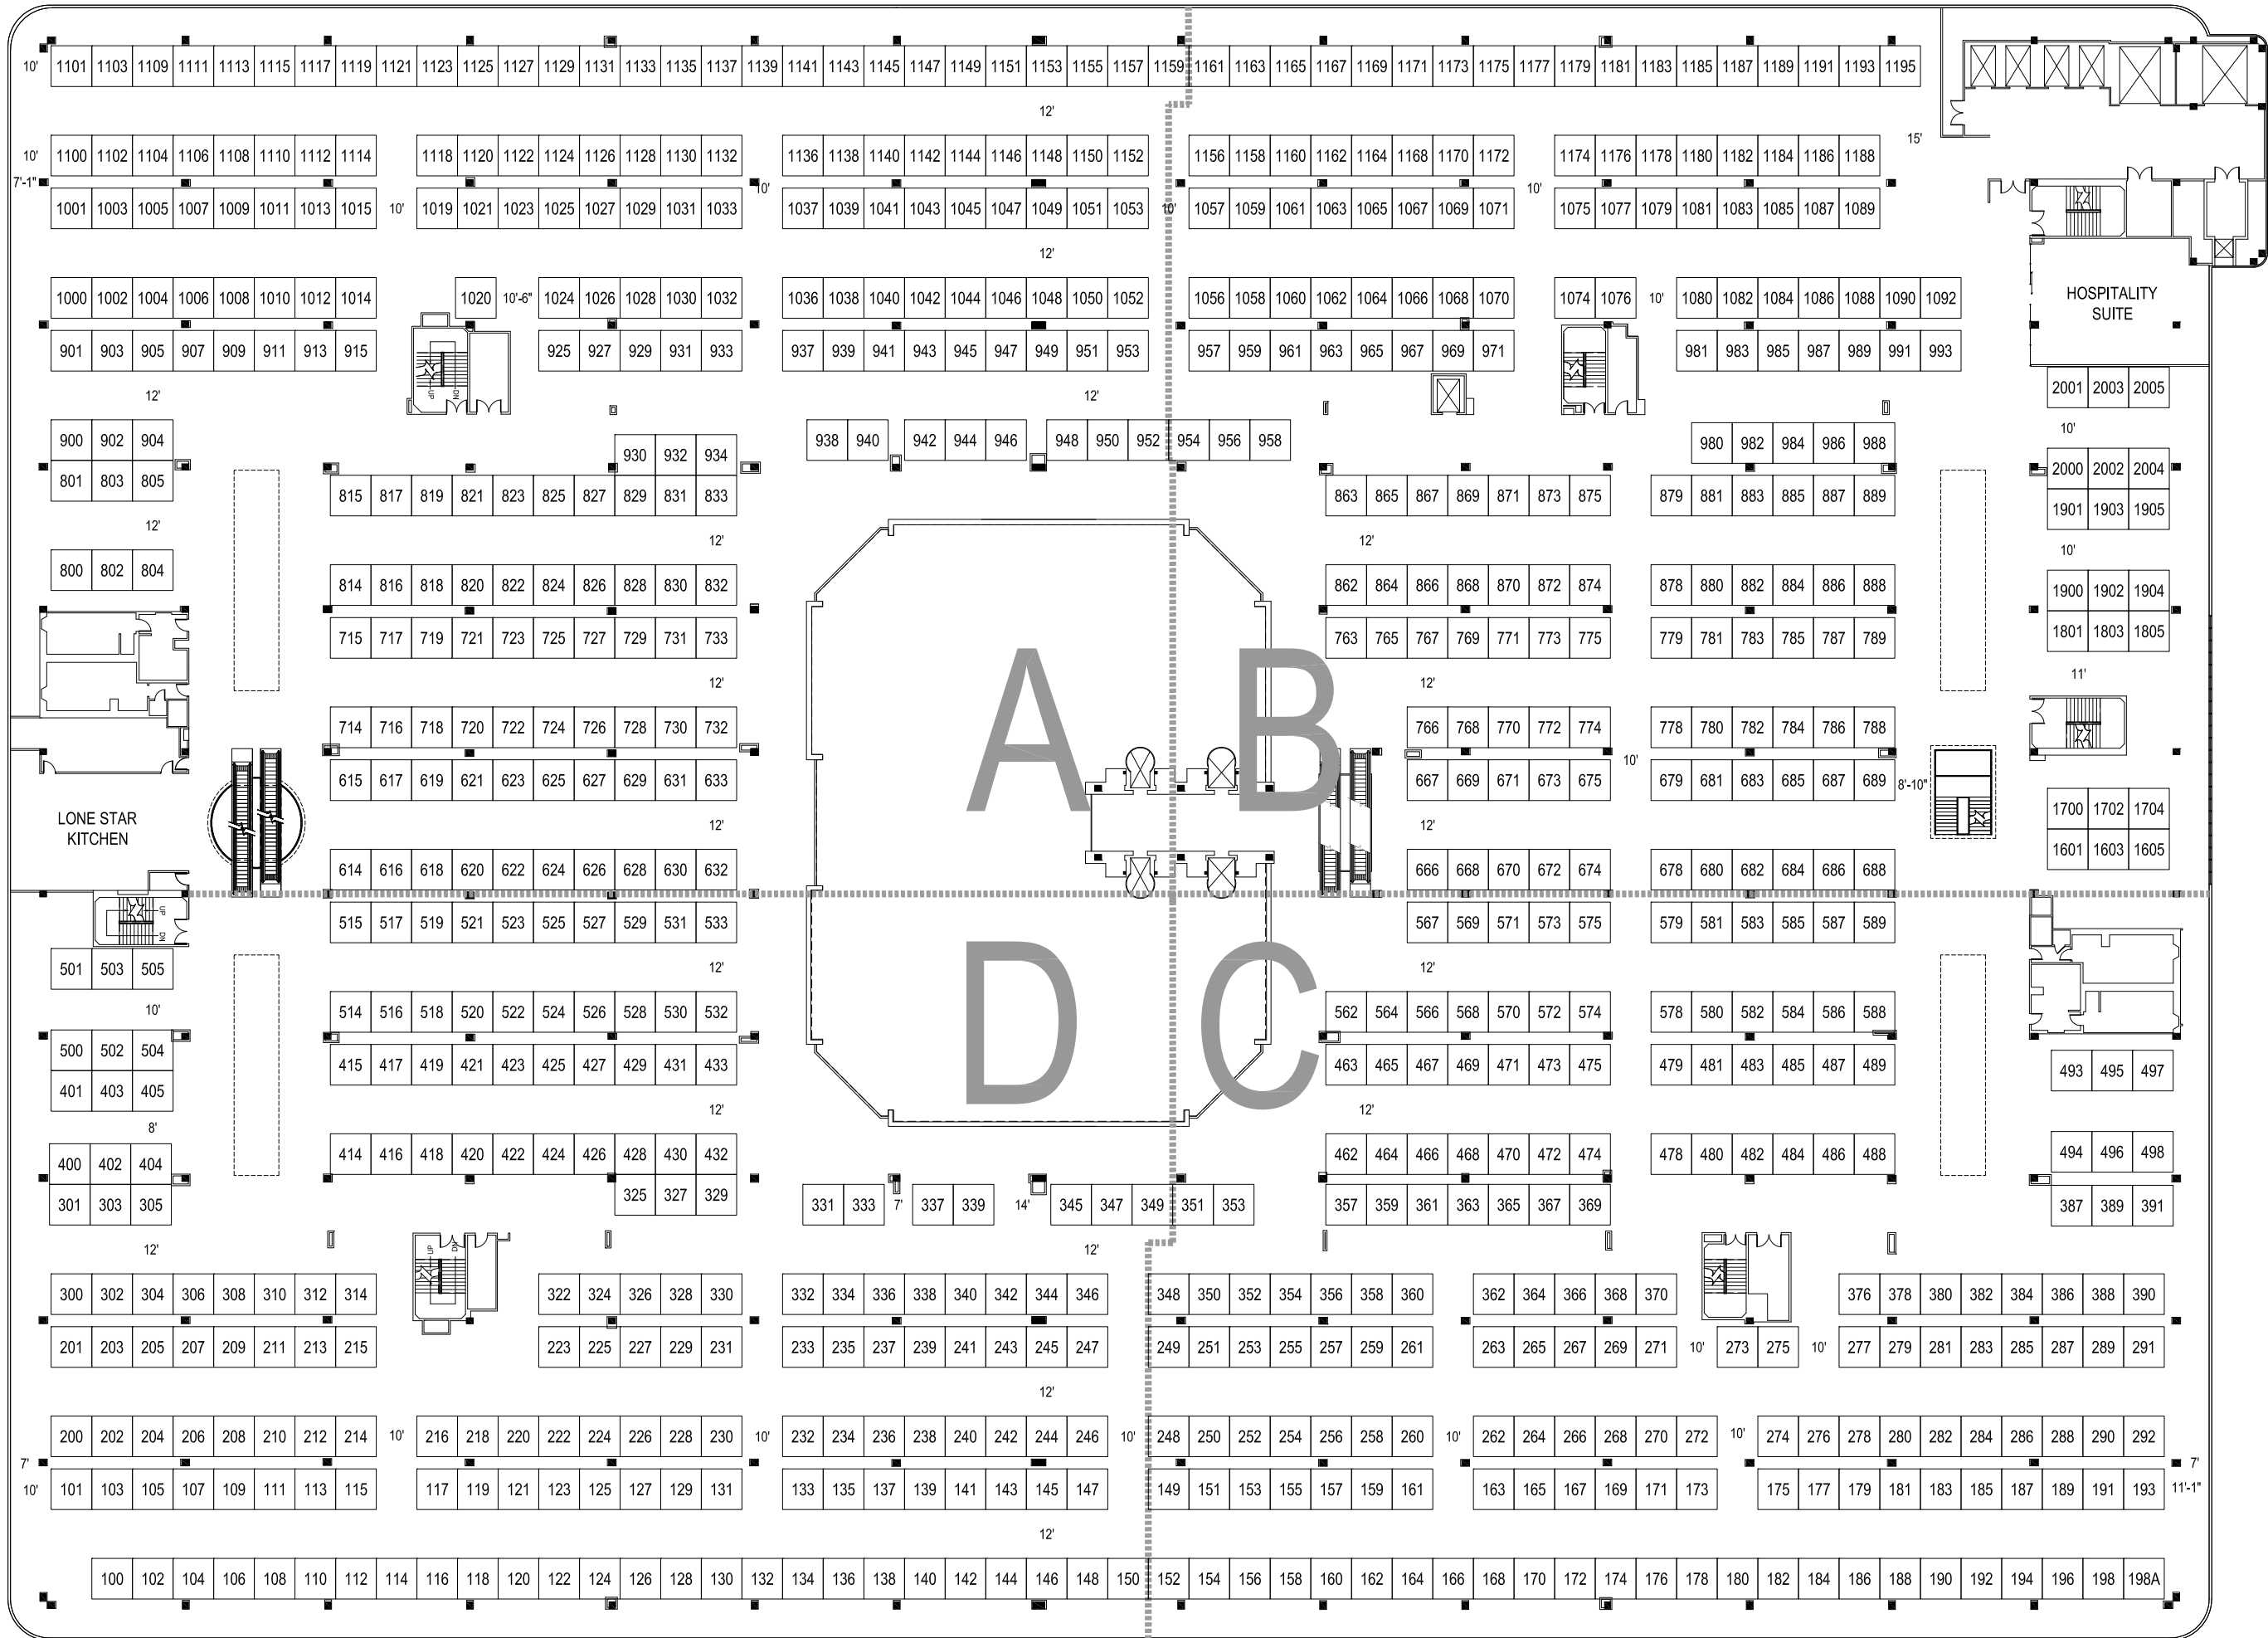 10' 1101 1103 1109 1111 1113 1115 1117 1119 1121 1123 1125 1127 1129 1131 1133 1135 1137 1139 1141 1143 1145 1147 1149 1151 1153 1155 1157 1159 1161 1163 1165 1167 1169 1171 1173 1175 1177 1179 1181 1183 1185 1187 1189 1191 1193 1195
12'
15'
10' 1100 1102 1104 1106 1108 1110 1112 1114 1118 1120 1122 1124 1126 1128 1130 1132 1136 1138 1140 1142 1144 1146 1148 1150 1152 1156 1158 1160 1162 1164 1168 1170 1172 1174 1176 1178 1180 1182 1184 1186 1188
7'-1"
1001 1003 1005 1007 1009 1011 1013 1015 10' 1019 1021 1023 1025 1027 1029 1031 1033 10' 1037 1039 1041 1043 1045 1047 1049 1051 1053 10' 1057 1059 1061 1063 1065 1067 1069 1071 10' 1075 1077 1079 1081 1083 1085 1087 1089
12'
1000 1002 1004 1006 1008 1010 1012 1014 1020 10'-6" 1024 1026 1028 1030 1032 1036 1038 1040 1042 1044 1046 1048 1050 1052 1056 1058 1060 1062 1064 1066 1068 1070 1074 1076 10' 1080 1082 1084 1086 1088 1090 1092
HOSPITALITY
SUITE
901 903 905 907 909 911 913 915 925 927 929 931 933 937 939 941 943 945 947 949 951 953 957 959 961 963 965 967 969 971 981 983 985 987 989 991 993
UP DN
12' 12'
2001 2003 2005
10'
900 902 904 930 932 934 938 940 942 944 946 948 950 952 954 956 958 980 982 984 986 988
2000 2002 2004
801 803 805 815 817 819 821 823 825 827 829 831 833 863 865 867 869 871 873 875 879 881 883 885 887 889
1901 1903 1905
12' 12' 12' 10'
800 802 804 814 816 818 820 822 824 826 828 830 832 862 864 866 868 870 872 874 878 880 882 884 886 888 1900 1902 1904
715 717 719 721 723 725 727 729 731 733 763 765 767 769 771 773 775 779 781 783 785 787 789 1801 1803 1805
12' 12' 11'
A B
714 716 718 720 722 724 726 728 730 732 766 768 770 772 774 778 780 782 784 786 788
10'
615 617 619 621 623 625 627 629 631 633 667 669 671 673 675 679 681 683 685 687 689 8'-10"
1700 1702 1704
LONE STAR
KITCHEN
12' 12'
1601 1603 1605
614 616 618 620 622 624 626 628 630 632 666 668 670 672 674 678 680 682 684 686 688
UP DN
515 517 519 521 523 525 527 529 531 533 567 569 571 573 575 579 581 583 585 587 589
501 503 505 12' 12'
10'
D C
514 516 518 520 522 524 526 528 530 532 562 564 566 568 570 572 574 578 580 582 584 586 588
500 502 504
415 417 419 421 423 425 427 429 431 433 463 465 467 469 471 473 475 479 481 483 485 487 489 493 495 497
401 403 405
8' 12' 12'
414 416 418 420 422 424 426 428 430 432 462 464 466 468 470 472 474 478 480 482 484 486 488 494 496 498
400 402 404
301 303 305 325 327 329 331 333 7' 337 339 14' 345 347 349 351 353 357 359 361 363 365 367 369 387 389 391
12' 12'
UP DN
300 302 304 306 308 310 312 314 322 324 326 328 330 332 334 336 338 340 342 344 346 348 350 352 354 356 358 360 362 364 366 368 370 376 378 380 382 384 386 388 390
201 203 205 207 209 211 213 215 223 225 227 229 231 233 235 237 239 241 243 245 247 249 251 253 255 257 259 261 263 265 267 269 271 10' 273 275 10' 277 279 281 283 285 287 289 291
12'
200 202 204 206 208 210 212 214 10' 216 218 220 222 224 226 228 230 10' 232 234 236 238 240 242 244 246 10' 248 250 252 254 256 258 260 10' 262 264 266 268 270 272 10' 274 276 278 280 282 284 286 288 290 292
7' 7'
10' 101 103 105 107 109 111 113 115 117 119 121 123 125 127 129 131 133 135 137 139 141 143 145 147 149 151 153 155 157 159 161 163 165 167 169 171 173 175 177 179 181 183 185 187 189 191 193 11'-1"
12'
100 102 104 106 108 110 112 114 116 118 120 122 124 126 128 130 132 134 136 138 140 142 144 146 148 150 152 154 156 158 160 162 164 166 168 170 172 174 176 178 180 182 184 186 188 190 192 194 196 198 198A